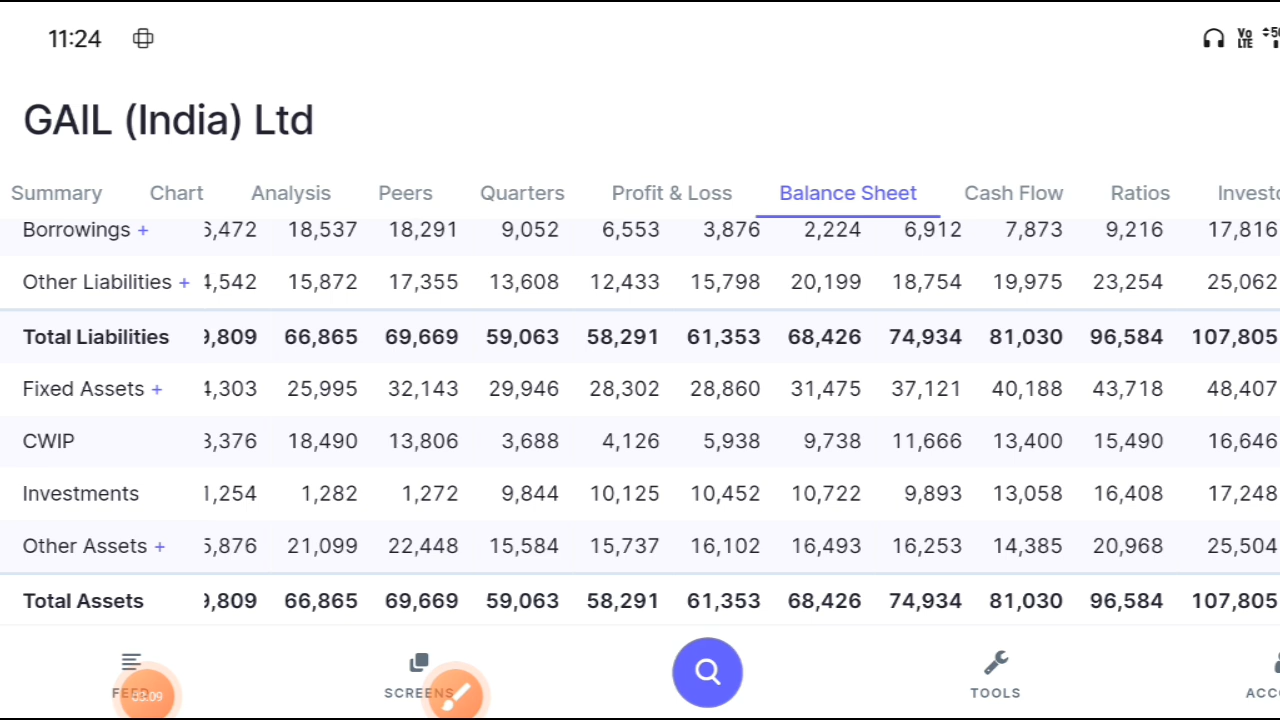 11:24 Vo LTE
GAIL (India) Ltd
Summary Chart Analysis Peers Quarters Profit & Loss Balance Sheet Cash Flow Ratios
Borrowings + 18,537 18,291 9,052 6,553 3,876 2,224 6,912 7,873 9,216 17,816
Other Liabilities + 15,872 17,355 13,608 12,433 15,798 20,199 18,754 19,975 23,254 25,062
Total Liabilities 66,865 69,669 59,063 58,291 61,353 68,426 74,934 81,030 96,584 107,805
Fixed Assets + 25,995 32,143 29,946 28,302 28,860 31,475 37,121 40,188 43,718 48,407
CWIP 18,490 13,806 3,688 4,126 5,938 9,738 11,666 13,400 15,490 16,646
Investments 1,282 1,272 9,844 10,125 10,452 10,722 9,893 13,058 16,408 17,248
Other Assets + 21,099 22,448 15,584 15,737 16,102 16,493 16,253 14,385 20,968 25,504
Total Assets 66,865 69,669 59,063 58,291 61,353 68,426 74,934 81,030 96,584 107,805
FEED SCREENS TOOLS